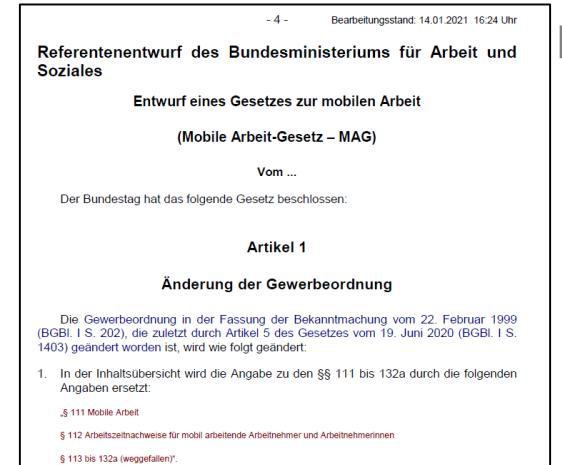 - 4 - Bearbeitungsstand: 14.01.2021 16:24 Uhr
Referentenentwurf des Bundesministeriums für Arbeit und
Soziales
Entwurf eines Gesetzes zur mobilen Arbeit
(Mobile Arbeit-Gesetz – MAG)
Vom ...
Der Bundestag hat das folgende Gesetz beschlossen:
Artikel 1
Änderung der Gewerbeordnung
Die Gewerbeordnung in der Fassung der Bekanntmachung vom 22. Februar 1999
(BGBl. I S. 202), die zuletzt durch Artikel 5 des Gesetzes vom 19. Juni 2020 (BGBl. I S.
1403) geändert worden ist, wird wie folgt geändert:
1. In der Inhaltsübersicht wird die Angabe zu den §§ 111 bis 132a durch die folgenden
Angaben ersetzt:
„§ 111 Mobile Arbeit
§ 112 Arbeitszeitnachweise für mobil arbeitende Arbeitnehmer und Arbeitnehmerinnen
§ 113 bis 132a (weggefallen)“.